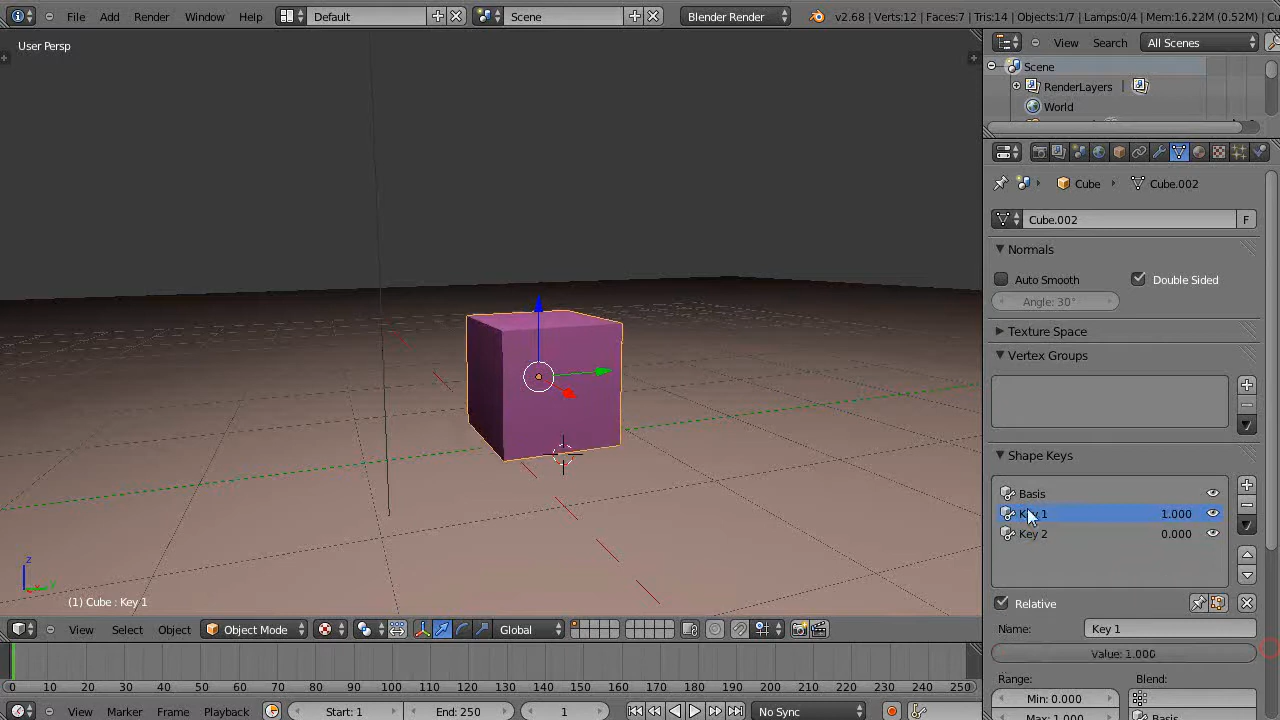 File Add Render Window Help Default Scene Blender Render v2.68 | Verts:12 | Faces:7 | Tris:14 | Objects:1/7 | Lamps:0/4 | Mem:16.22M (0.52M) | Cu
User Persp
View Search All Scenes
Scene
RenderLayers
World
Cube Cube.002
Cube.002 F
Normals
Auto Smooth Double Sided
Angle: 30°
Texture Space
Vertex Groups
Shape Keys
Basis
Key 1 1.000
Key 2 0.000
z
y
(1) Cube : Key 1
Relative
View Select Object Object Mode Global
Name: Key 1
Value: 1.000
Range: Blend:
Min: 0.000
Max: 1.000 Basis
0 10 20 30 40 50 60 70 80 90 100 110 120 130 140 150 160 170 180 190 200 210 220 230 240 250
View Marker Frame Playback Start: 1 End: 250 1 No Sync